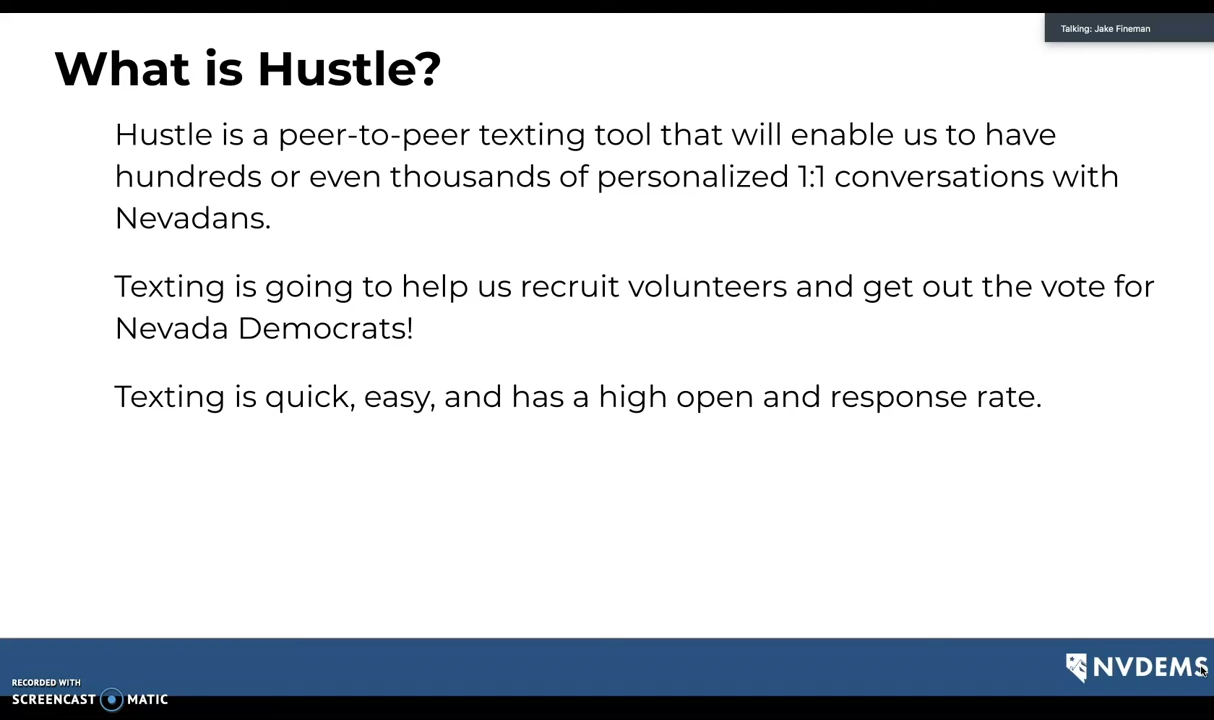 Talking: Jake Fineman
What is Hustle?
Hustle is a peer-to-peer texting tool that will enable us to have
hundreds or even thousands of personalized 1:1 conversations with
Nevadans.
Texting is going to help us recruit volunteers and get out the vote for
Nevada Democrats!
Texting is quick, easy, and has a high open and response rate.
NVDEMS
RECORDED WITH
SCREENCAST MATIC